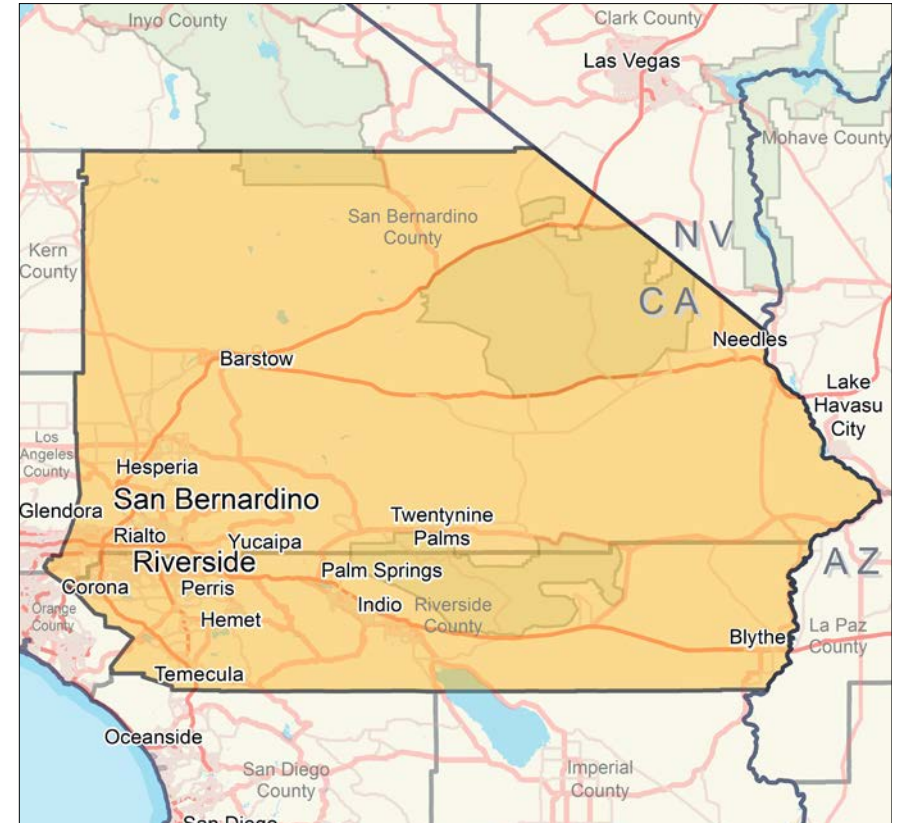 Inyo County
Clark County
Las Vegas
Mohave County
San Bernardino
County
NV
Kern
County
CA
Needles
Barstow
Lake
Havasu
City
Los
Angeles
County
Hesperia
San Bernardino
Glendora
Twentynine
Palms
Rialto
Yucaipa
Riverside
AZ
Palm Springs
Corona
Perris
Orange
County
Hemet
Indio
Riverside
County
Blythe
La Paz
County
Temecula
Oceanside
San Diego
County
Imperial
County
San Diego